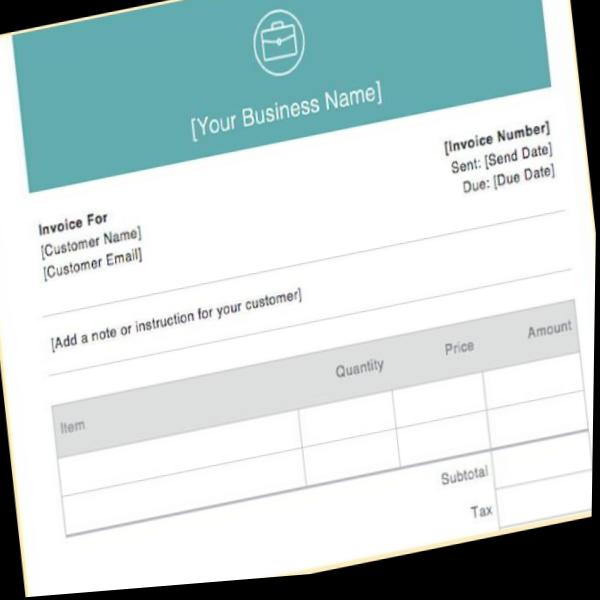 [Your Business Name]
[Invoice Number]
Sent: [Send Date]
Due: [Due Date]
Invoice For
[Customer Name]
[Customer Email]
[Add a note or instruction for your customer]
Item Quantity Price Amount
Subtotal
Tax